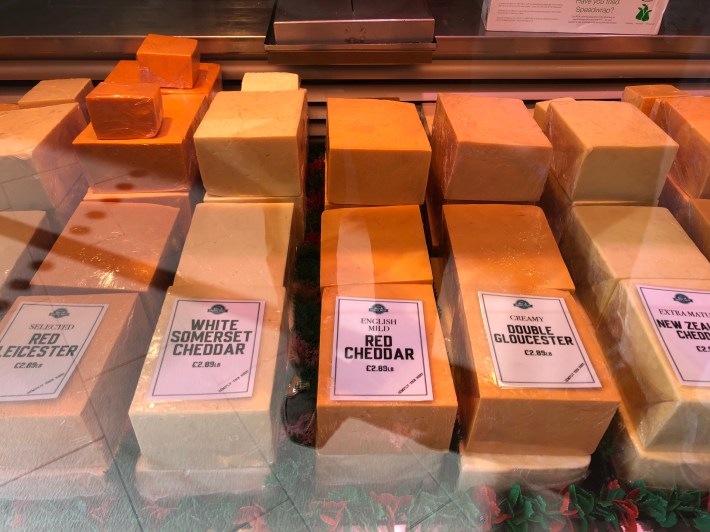 Have you tried
Speedwrap?
SELECTED
RED
LEICESTER
£2.89LB
WHITE
SOMERSET
CHEDDAR
£2.89LB
ENGLISH
MILD
RED
CHEDDAR
£2.89LB
CREAMY
DOUBLE
GLOUCESTER
£2.89LB
EXTRA MATU
NEW ZEAL
CHEDD